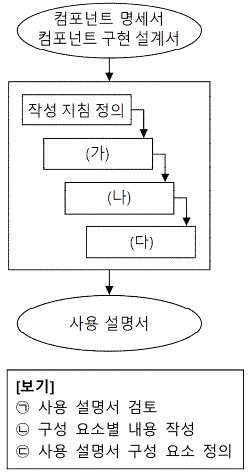 컴포넌트 명세서
컴포넌트 구현 설계서
작성 지침 정의
(가)
(나)
(다)
사용 설명서
[보기]
㉠ 사용 설명서 검토
㉡ 구성 요소별 내용 작성
㉢ 사용 설명서 구성 요소 정의